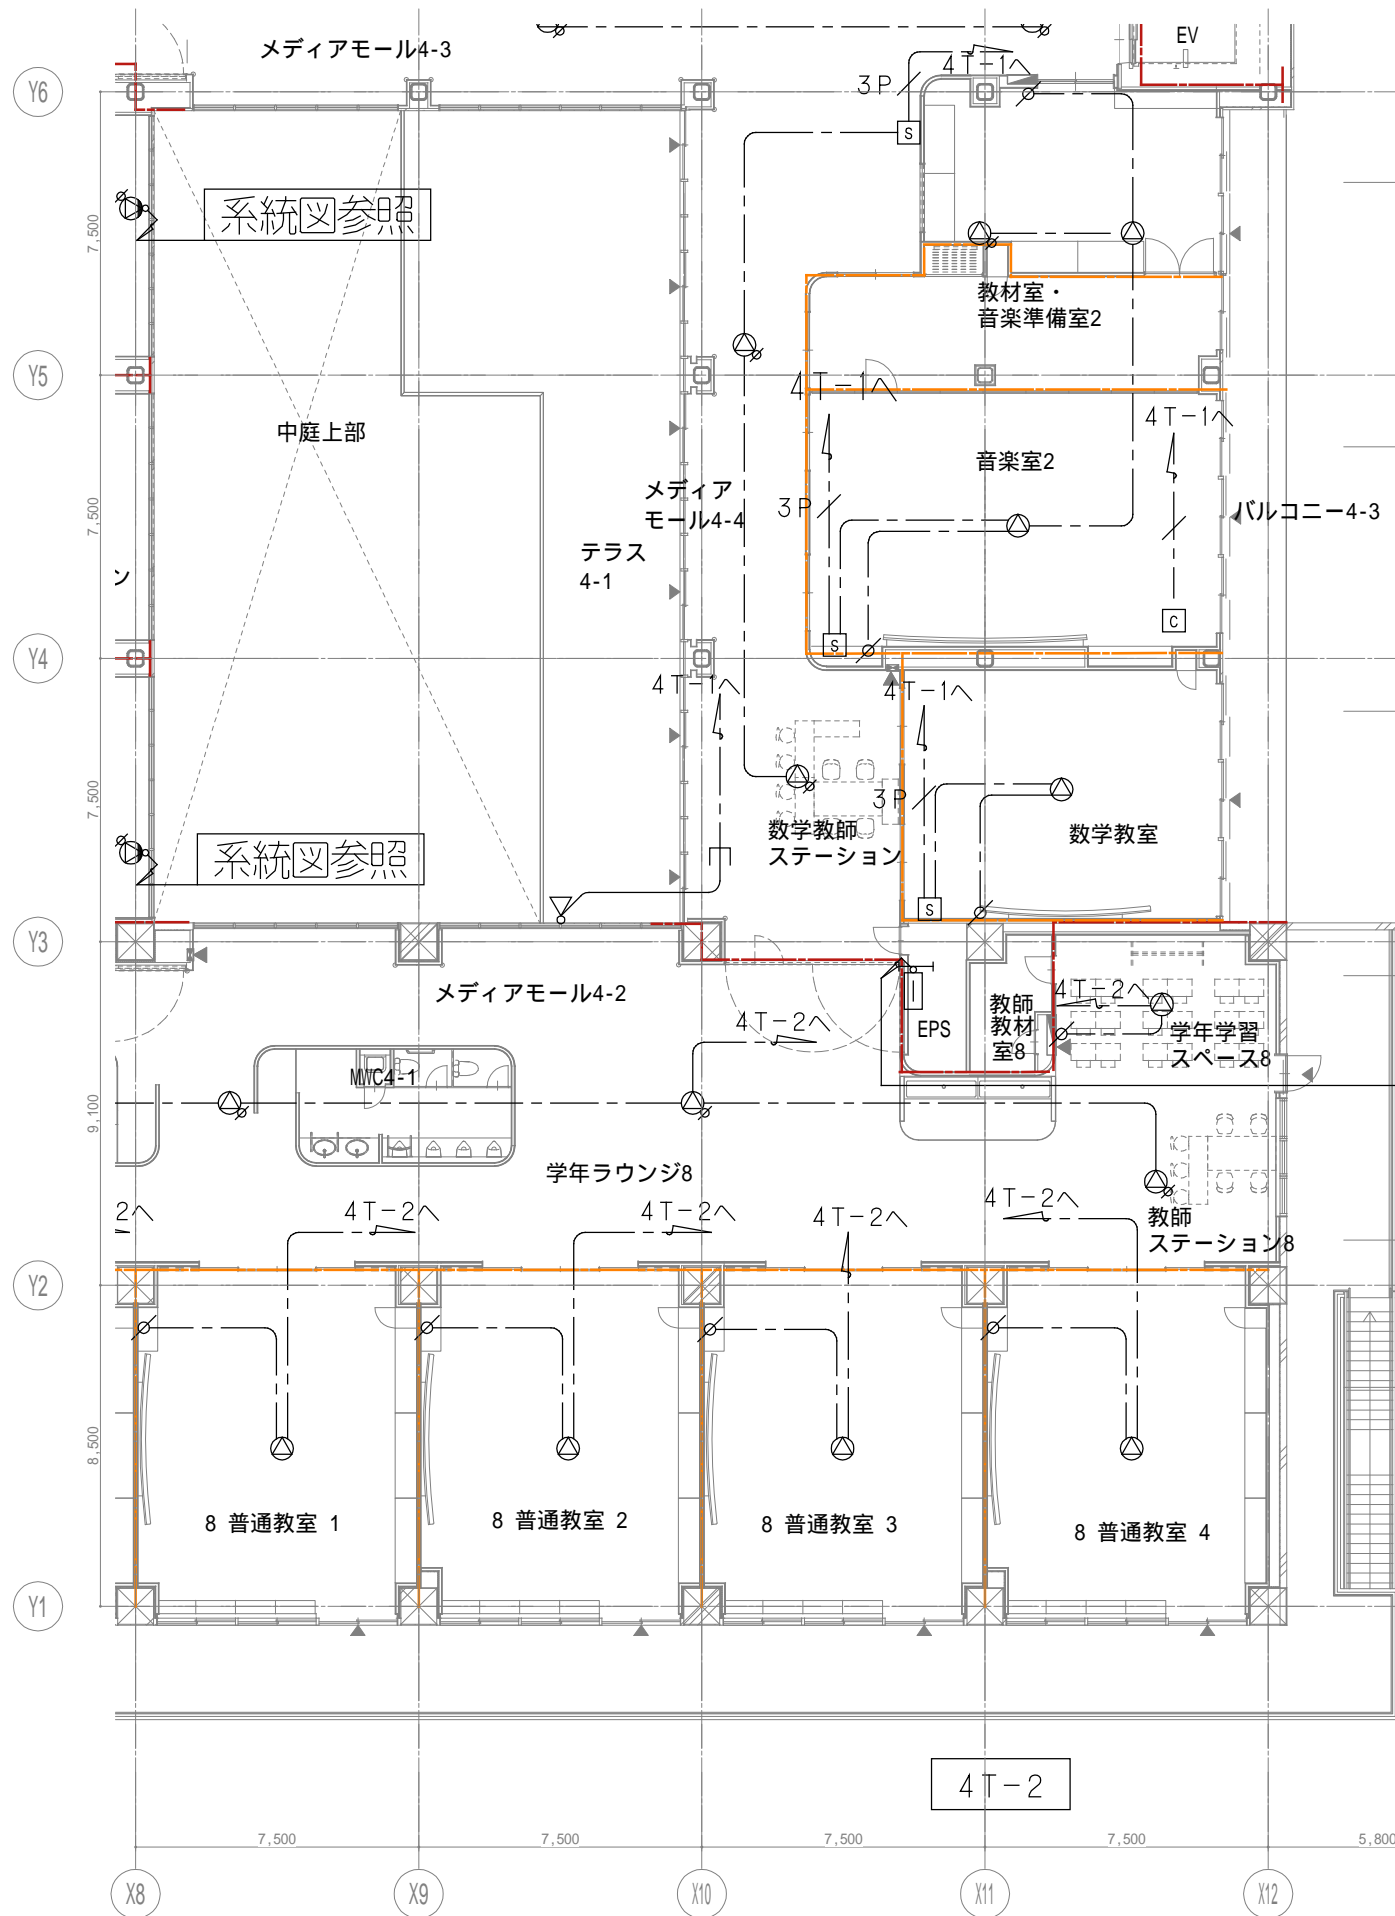 メディアモール4-3
EV
4T-1へ
3P
Y6
S
系統図参照
7,500
教材室・
音楽準備室2
Y5
4T-1へ
4T-1へ
中庭上部
音楽室2
メディア
モール4-4
3P
バルコニー4-3
7,500
テラス
4-1
ン
C
S
Y4
4T-1へ
4T-1へ
7,500
3P
数学教師
ステーション
数学教室
系統図参照
S
Y3
メディアモール4-2
4T-2へ
4T-2へ
EPS
教師
教材
室8
学年学習
スペース8
MWC4-1
9,100
学年ラウンジ8
2へ
4T-2へ
4T-2へ
4T-2へ
4T-2へ
教師
ステーション8
Y2
8,500
8 普通教室 1
8 普通教室 2
8 普通教室 3
8 普通教室 4
Y1
4T-2
7,500
7,500
7,500
7,500
5,800
X8
X9
X10
X11
X12